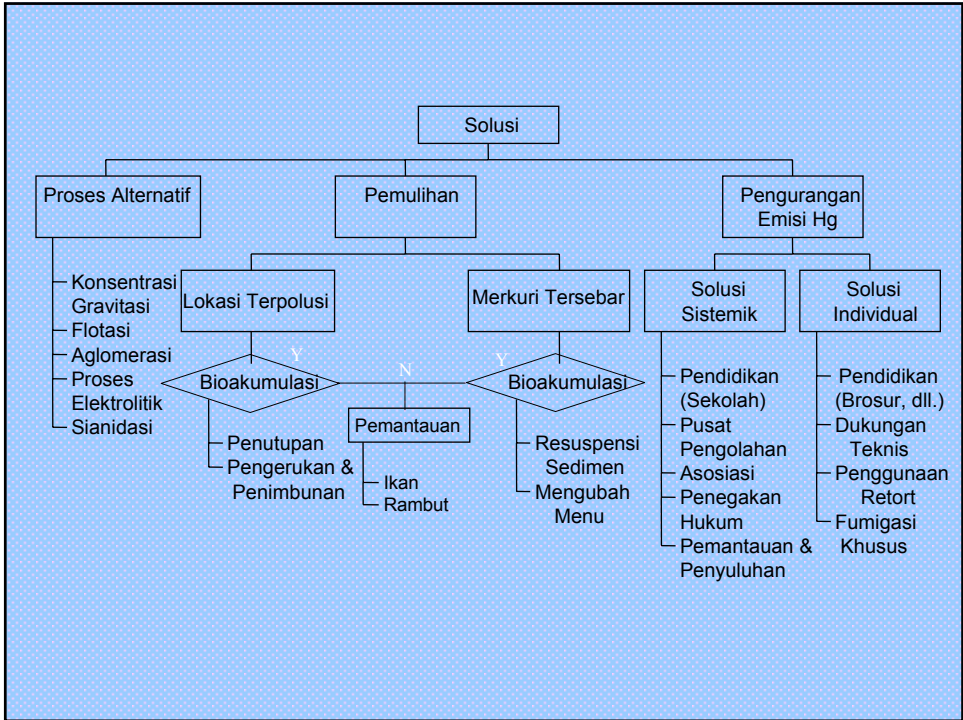 Solusi
Proses Alternatif
Konsentrasi
Gravitasi
Flotasi
Aglomerasi
Proses
Elektrolitik
Sianidasi
Pemulihan
Lokasi Terpolusi
Y
Bioakumulasi
Penutupan
Pengerukan &
Penimbunan
N
Pemantauan
Ikan
Rambut
Merkuri Tersebar
Y
Bioakumulasi
Resuspensi
Sedimen
Mengubah
Menu
Pengurangan
Emisi Hg
Solusi
Sistemik
Pendidikan
(Sekolah)
Pusat
Pengolahan
Asosiasi
Penegakan
Hukum
Pemantauan &
Penyuluhan
Solusi
Individual
Pendidikan
(Brosur, dll.)
Dukungan
Teknis
Penggunaan
Retort
Fumigasi
Khusus